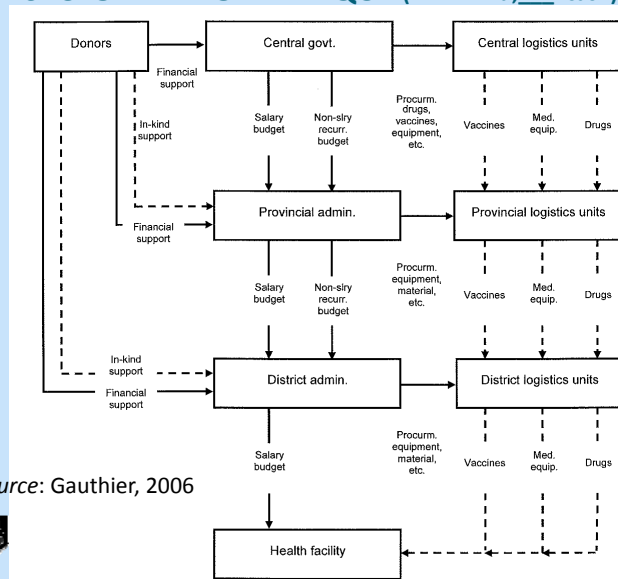 Donors
Central govt.
Central logistics units
Financial
support
In-kind
support
Salary
budget
Non-slry
recurr.
budget
Procurm.
drugs,
vaccines,
equipment,
etc.
Vaccines
Med.
equip.
Drugs
Provincial admin.
Provincial logistics units
Financial
support
Salary
budget
Non-slry
recurr.
budget
Procurm.
equipment,
material,
etc.
Vaccines
Med.
equip.
Drugs
In-kind
support
District admin.
District logistics units
Financial
support
Salary
budget
Procurm.
equipment,
material,
etc.
Vaccines
Med.
equip.
Drugs
urce: Gauthier, 2006
Health facility